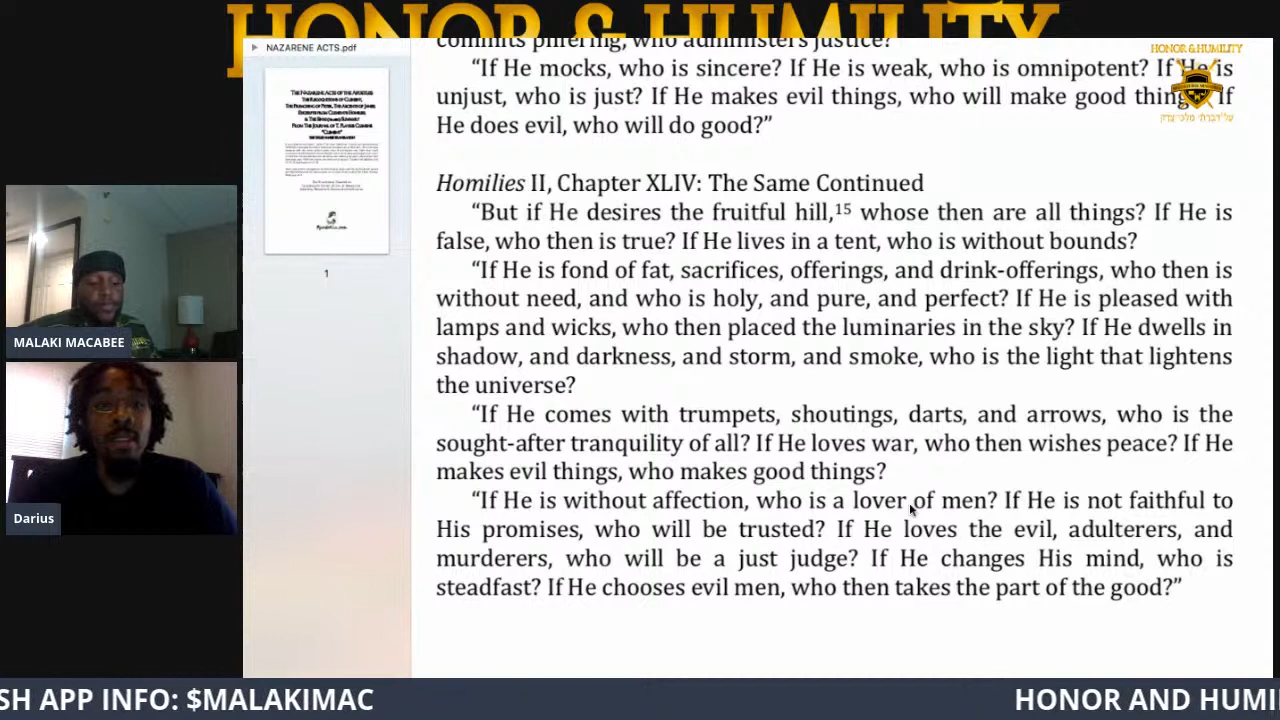 HONOR & HUMILITY
NAZARENE ACTS.pdf
THE NAZARENE ACTS OF THE APOSTLES
1
commits pilfering, who administers justice?
“If He mocks, who is sincere? If He is weak, who is omnipotent? If He is
unjust, who is just? If He makes evil things, who will make good things? If
He does evil, who will do good?”
Homilies II, Chapter XLIV: The Same Continued
“But if He desires the fruitful hill,15 whose then are all things? If He is
false, who then is true? If He lives in a tent, who is without bounds?
“If He is fond of fat, sacrifices, offerings, and drink-offerings, who then is
without need, and who is holy, and pure, and perfect? If He is pleased with
lamps and wicks, who then placed the luminaries in the sky? If He dwells in
shadow, and darkness, and storm, and smoke, who is the light that lightens
the universe?
“If He comes with trumpets, shoutings, darts, and arrows, who is the
sought-after tranquility of all? If He loves war, who then wishes peace? If He
makes evil things, who makes good things?
“If He is without affection, who is a lover of men? If He is not faithful to
His promises, who will be trusted? If He loves the evil, adulterers, and
murderers, who will be a just judge? If He changes His mind, who is
steadfast? If He chooses evil men, who then takes the part of the good?”
HONOR & HUMILITY
על־דברתי מלכי־צדק
MALAKI MACABEE
Darius
SH APP INFO: $MALAKIMAC
HONOR AND HUMI